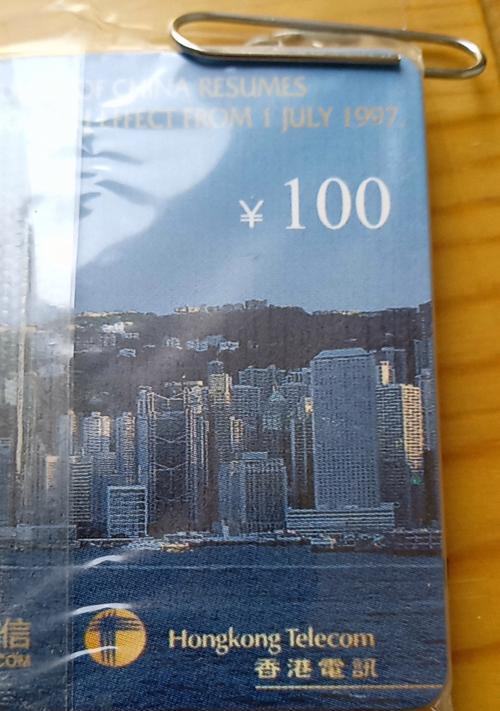 OF CHINA RESUMES
EFFECT FROM 1 JULY 1997
¥ 100
信
COM
Hongkong Telecom
香港電訊